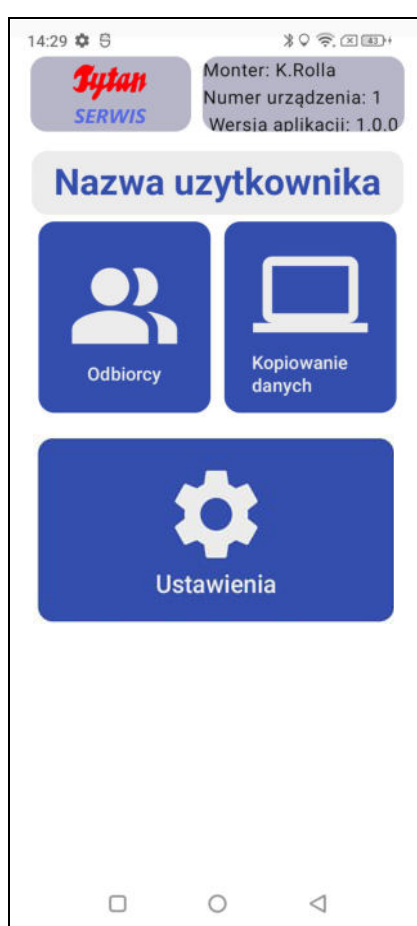 14:29
43
Tytan
SERWIS
Monter: K.Rolla
Numer urządzenia: 1
Wersja aplikacji: 1.0.0
Nazwa uzytkownika
Odbiorcy
Kopiowanie
danych
Ustawienia